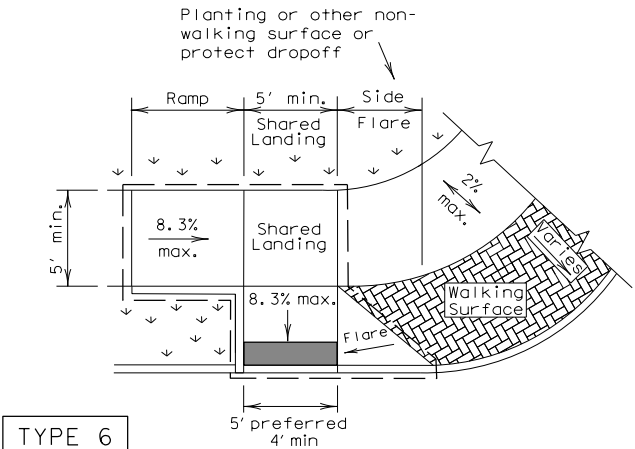 Planting or other non-
walking surface or
protect dropoff
Ramp
5' min.
Side
Shared
Landing
Flare
5' min.
8.3%
max.
Shared
Landing
2%
max.
Varies
8.3% max.
Walking
Surface
Flare
5' preferred
4' min
TYPE 6